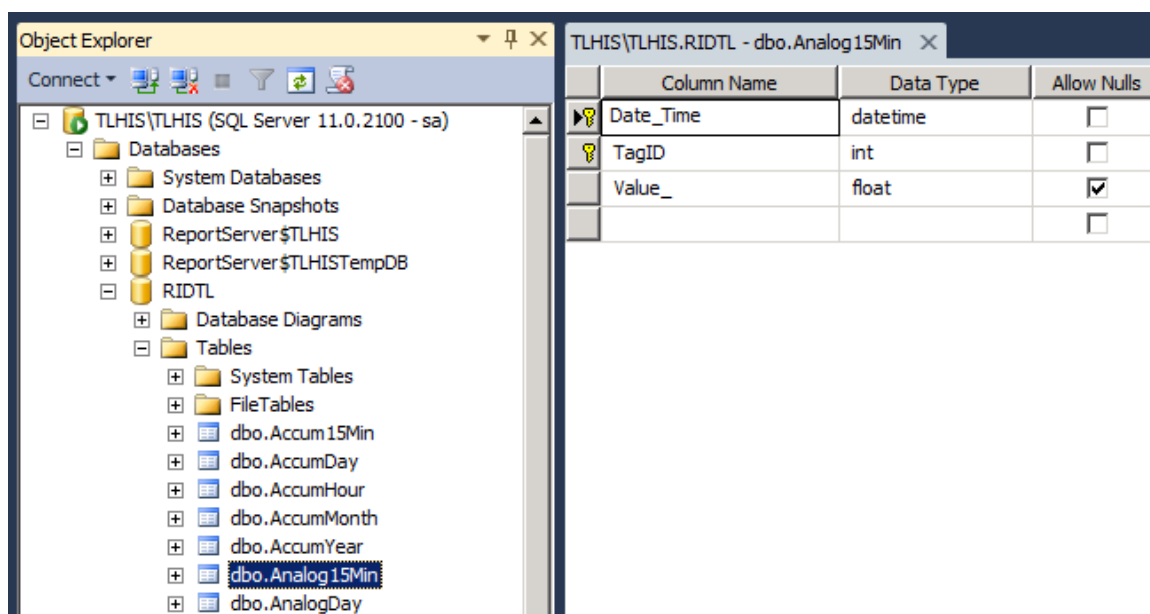 Object Explorer
Connect
TLHIS\TLHIS (SQL Server 11.0.2100 - sa)
Databases
System Databases
Database Snapshots
ReportServer$TLHIS
ReportServer$TLHISTempDB
RIDTL
Database Diagrams
Tables
System Tables
FileTables
dbo.Accum15Min
dbo.AccumDay
dbo.AccumHour
dbo.AccumMonth
dbo.AccumYear
dbo.Analog15Min
dbo.AnalogDay
TLHIS\TLHIS.RIDTL - dbo.Analog15Min
Column Name Data Type Allow Nulls
Date_Time datetime
TagID int
Value_ float